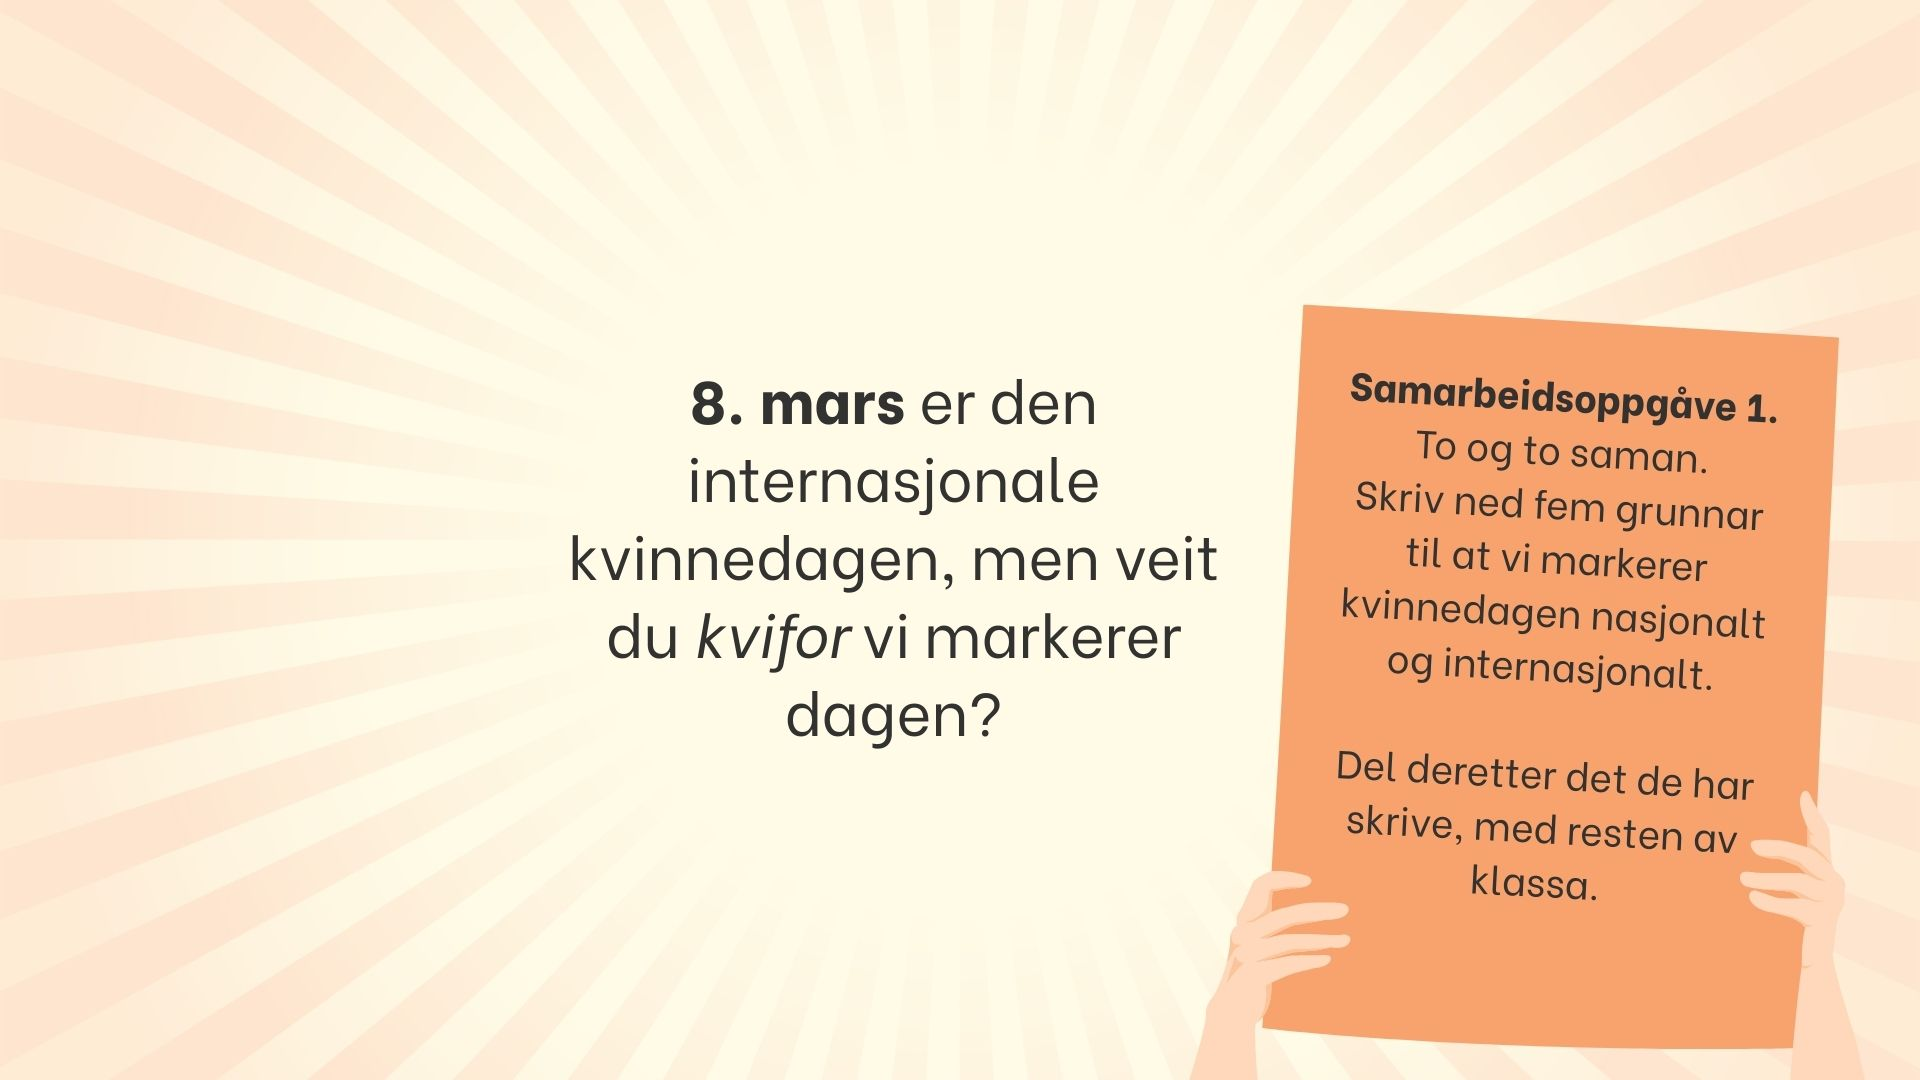 8. mars er den
internasjonale
kvinnedagen, men veit
du kvifor vi markerer
dagen?
Samarbeidsoppgåve 1.
To og to saman.
Skriv ned fem grunnar
til at vi markerer
kvinnedagen nasjonalt
og internasjonalt.
Del deretter det de har
skrive, med resten av
klassa.